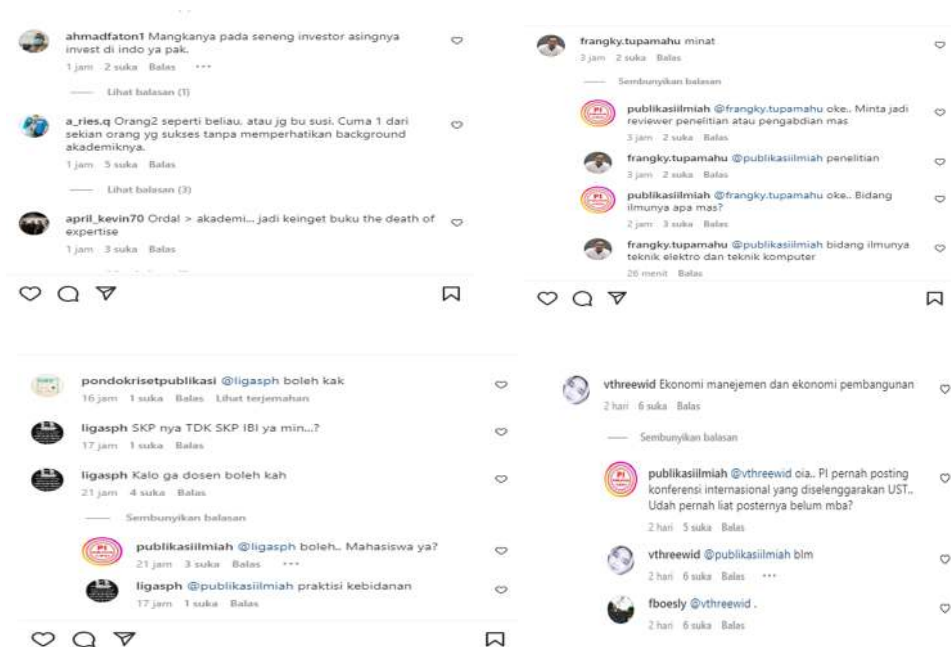 ahmadfaton1 Mangkanya pada seneng investor asingnya
invest di indo ya pak.
1 jam 2 suka Balas
Lihat balasan (1)
a_ries.q Orang2 seperti beliau. atau jg bu susi. Cuma 1 dari
sekian orang yg sukses tanpa memperhatikan background
akademiknya.
1 jam 5 suka Balas
Lihat balasan (3)
april_kevin70 Ordal > akademi... jadi keinget buku the death of
expertise
1 jam 3 suka Balas
frangky.tupamahu minat
3 jam 2 suka Balas
Sembunyikan balasan
publikasiilmiah @frangky.tupamahu oke.. Minta jadi
reviewer penelitian atau pengabdian mas
3 jam 2 suka Balas
frangky.tupamahu @publikasiilmiah penelitian
3 jam 2 suka Balas
publikasiilmiah @frangky.tupamahu oke.. Bidang
ilmunya apa mas?
2 jam 3 suka Balas
frangky.tupamahu @publikasiilmiah bidang ilmunya
teknik elektro dan teknik komputer
26 menit Balas
pondokrisetpublikasi @ligasph boleh kak
16 jam 1 suka Balas Lihat terjemahan
ligasph SKP nya TDK SKP IBI ya min...?
17 jam 1 suka Balas
ligasph Kalo ga dosen boleh kah
21 jam 4 suka Balas
Sembunyikan balasan
publikasiilmiah @ligasph boleh.. Mahasiswa ya?
21 jam 3 suka Balas
ligasph @publikasiilmiah praktisi kebidanan
17 jam 1 suka Balas
vthreewid Ekonomi manajemen dan ekonomi pembangunan
2 hari 6 suka Balas
Sembunyikan balasan
publikasiilmiah @vthreewid oia.. PI pernah posting
konferensi internasional yang diselenggarakan UST..
Udah pernah liat posternya belum mba?
2 hari 5 suka Balas
vthreewid @publikasiilmiah blm
2 hari 6 suka Balas
fboesly @vthreewid .
2 hari 6 suka Balas